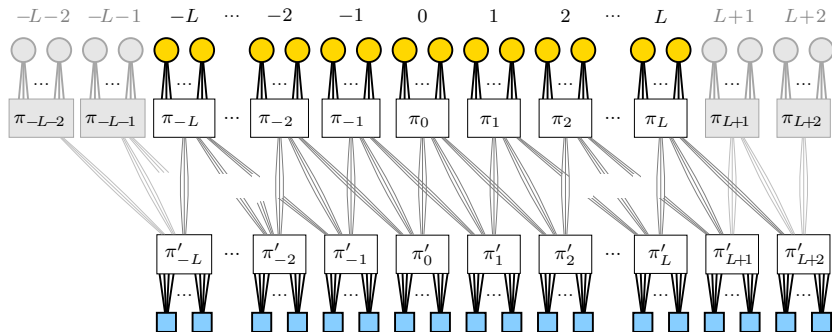 −L−2 −L−1 −L ··· −2 −1 0 1 2 ··· L L+1 L+2
... ... ... ... ... ... ... ... ... ... ...
π₋L₋2 π₋L₋1 π₋L ··· π₋2 π₋1 π0 π1 π2 ··· πL πL+1 πL+2
π′₋L ··· π′₋2 π′₋1 π′0 π′1 π′2 ··· π′L π′L+1 π′L+2
... ... ... ... ... ... ... ... ...